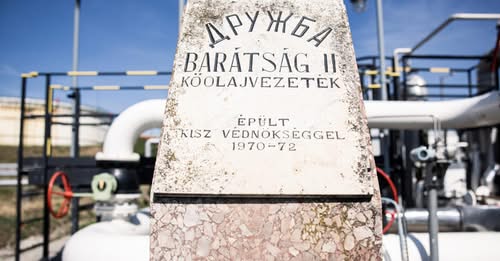 ДРУЖБА
BARÁTSÁG II
KŐOLAJVEZETÉK
ÉPÜLT
KISZ VÉDNÖKSÉGGEL
1970-72